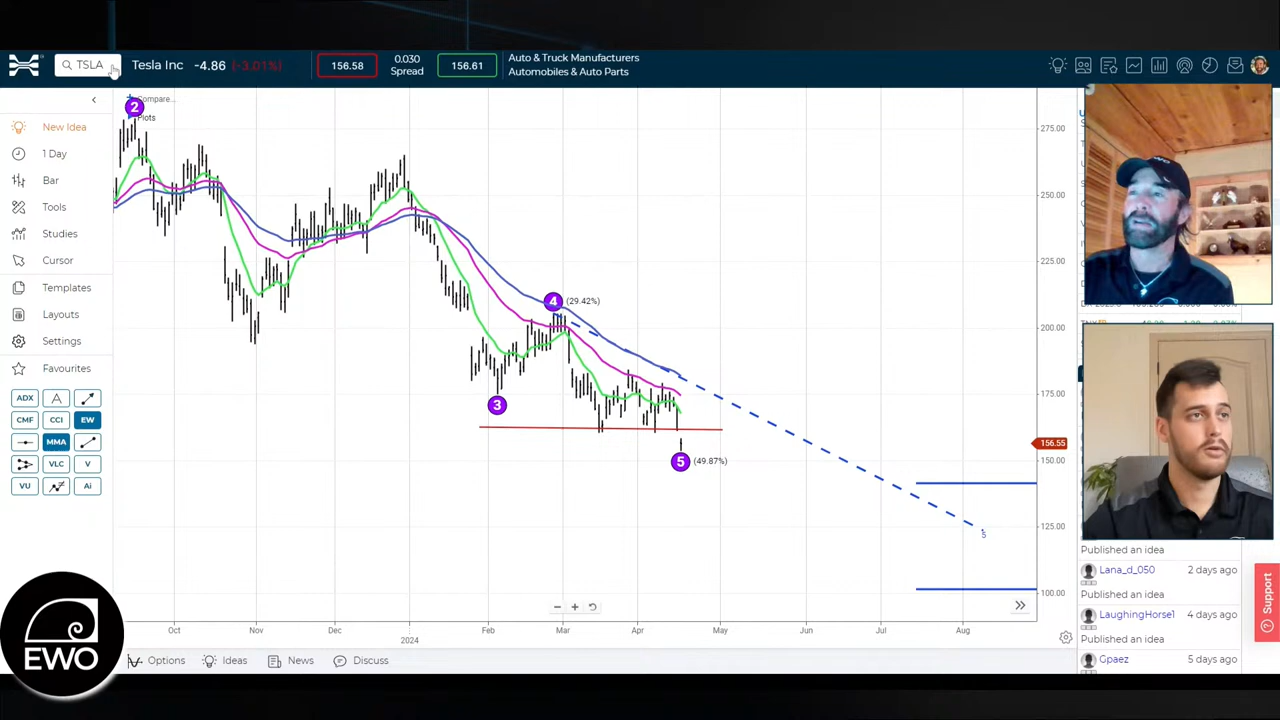 TSLA
Tesla Inc -4.86 (-3.01%)
156.58
0.030
Spread
156.61
Auto & Truck Manufacturers
Automobiles & Auto Parts
New Idea
1 Day
Bar
Tools
Studies
Cursor
Templates
Layouts
Settings
Favourites
ADX
CMF
CCI
EW
MMA
VLC
V
VU
Ai
Compare...
Plots
2
3
4 (29.42%)
5 (49.87%)
5
275.00
250.00
225.00
200.00
175.00
156.55
150.00
125.00
100.00
Oct
Nov
Dec
2024
Feb
Mar
Apr
May
Jun
Jul
Aug
Options
Ideas
News
Discuss
Published an idea
Lana_d_050 2 days ago
Published an idea
LaughingHorse1 4 days ago
Published an idea
Gpaez 5 days ago
Support
EWO